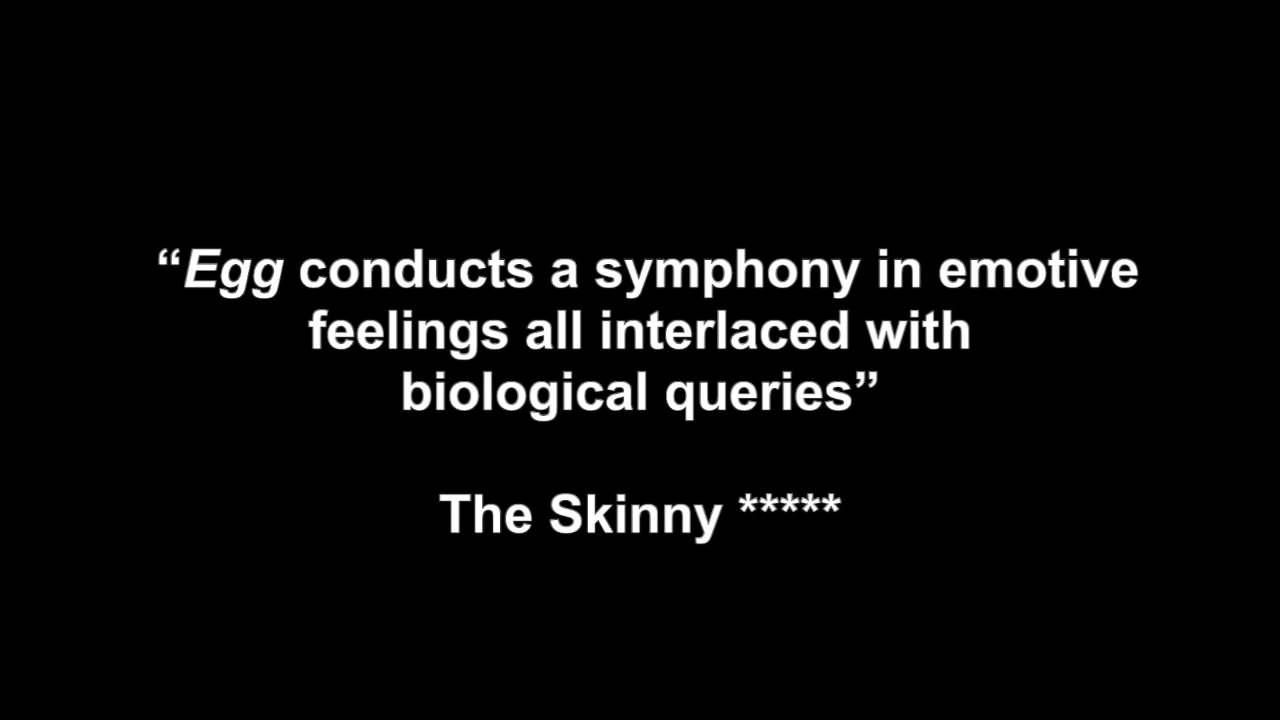 “Egg conducts a symphony in emotive
feelings all interlaced with
biological queries”
The Skinny *****